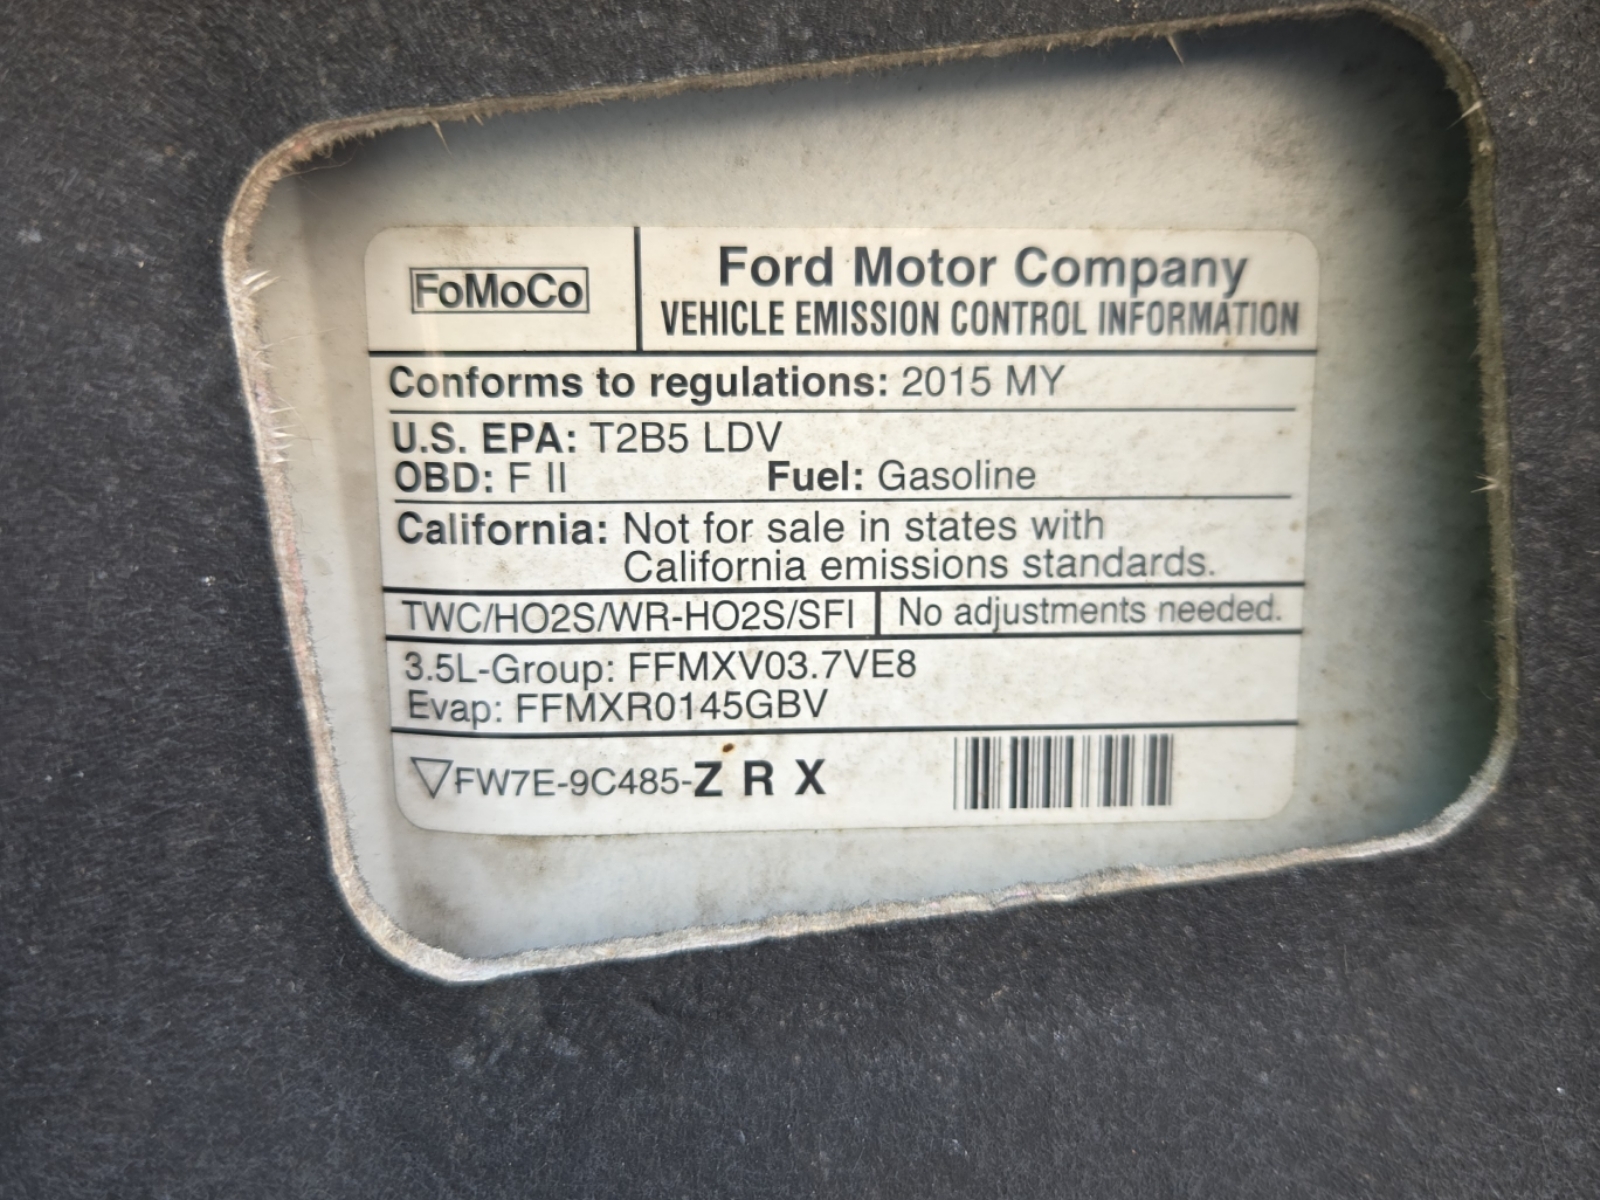 FoMoCo
Ford Motor Company
VEHICLE EMISSION CONTROL INFORMATION
Conforms to regulations: 2015 MY
U.S. EPA: T2B5 LDV
OBD: F II Fuel: Gasoline
California: Not for sale in states with
California emissions standards.
TWC/HO2S/WR-HO2S/SFI No adjustments needed.
3.5L-Group: FFMXV03.7VE8
Evap: FFMXR0145GBV
▽FW7E-9C485-Z R X